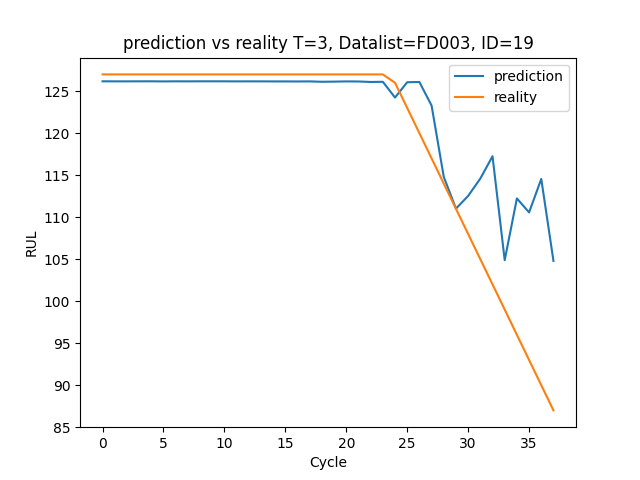 prediction vs reality T=3, Datalist=FD003, ID=19
prediction
reality
RUL
125
120
115
110
105
100
95
90
85
0 5 10 15 20 25 30 35
Cycle